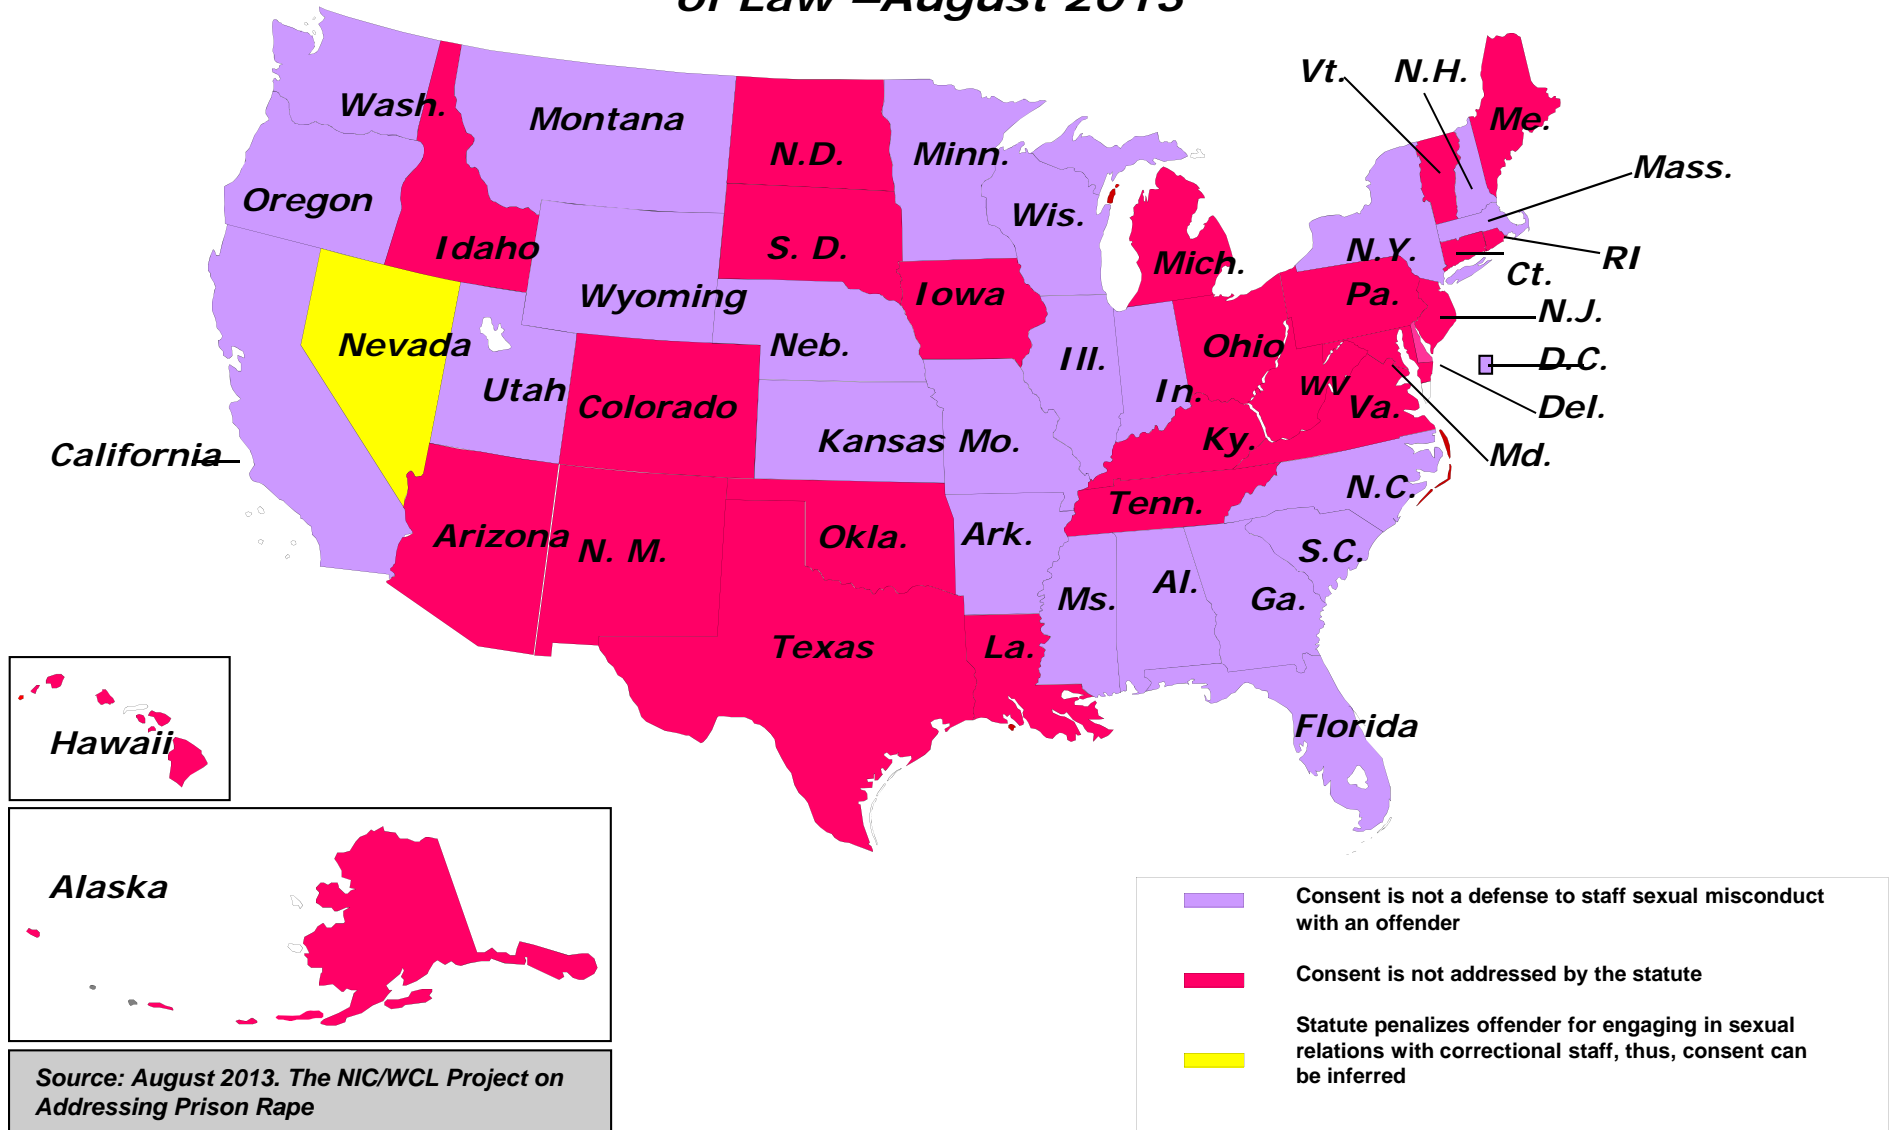 of Law –August 2013
Vt.
N.H.
Wash.
Montana
Me.
N.D.
Minn.
Mass.
Oregon
Wis.
Idaho
S. D.
N.Y.
Mich.
RI
Ct.
Wyoming
Iowa
Pa.
N.J.
Nevada
Neb.
Ill.
Ohio
D.C.
Utah
Colorado
In.
WV
Va.
Del.
California
Kansas
Mo.
Ky.
Md.
Tenn.
N.C.
Arizona
N. M.
Okla.
Ark.
S.C.
Ms.
Al.
Ga.
Texas
La.
Florida
Hawaii
Alaska
Consent is not a defense to staff sexual misconduct
with an offender
Consent is not addressed by the statute
Statute penalizes offender for engaging in sexual
relations with correctional staff, thus, consent can
be inferred
Source: August 2013. The NIC/WCL Project on
Addressing Prison Rape